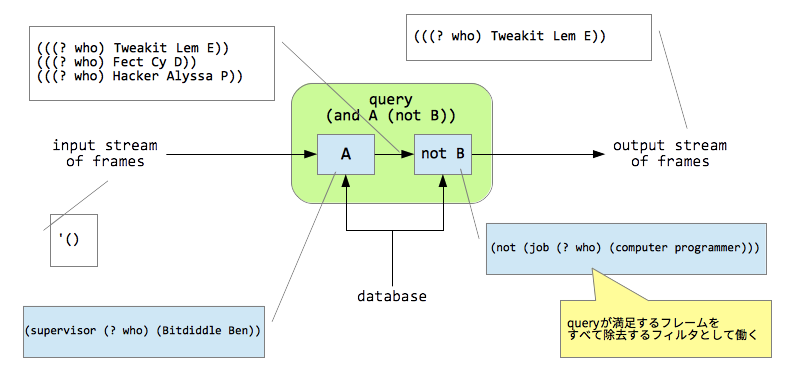 (((? who) Tweakit Lem E))
(((? who) Fect Cy D))
(((? who) Hacker Alyssa P))
(((? who) Tweakit Lem E))
query
(and A (not B))
input stream
of frames
A
not B
output stream
of frames
'()
(not (job (? who) (computer programmer)))
database
(supervisor (? who) (Bitdiddle Ben))
queryが満足するフレームを
すべて除去するフィルタとして働く